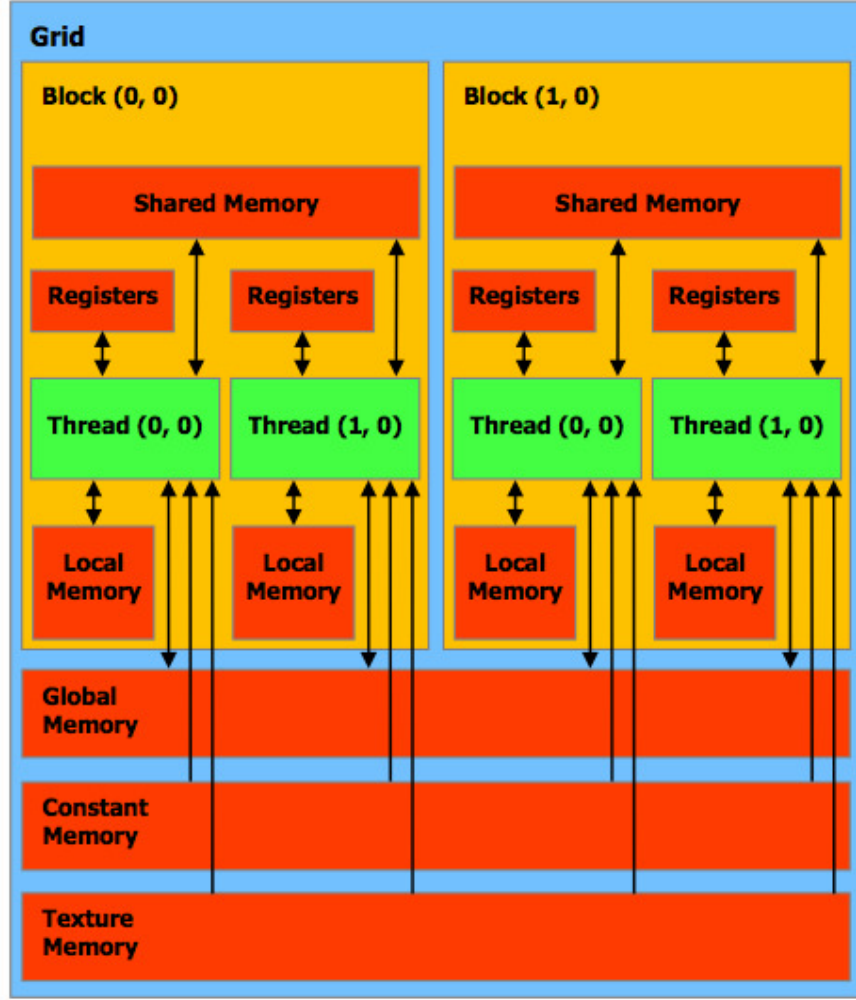 Grid
Block (0, 0)
Block (1, 0)
Shared Memory
Shared Memory
Registers
Registers
Registers
Registers
Thread (0, 0)
Thread (1, 0)
Thread (0, 0)
Thread (1, 0)
Local
Memory
Local
Memory
Local
Memory
Local
Memory
Global
Memory
Constant
Memory
Texture
Memory